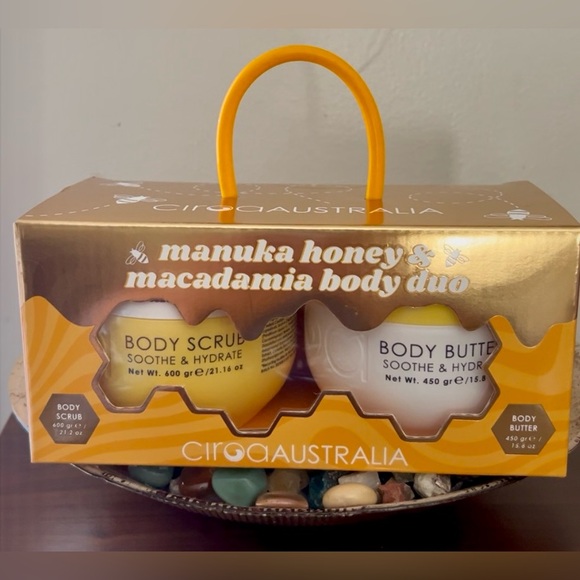 ciroaAUSTRALIA
manuka honey &
macadamia body duo
BODY SCRUB
SOOTHE & HYDRATE
Net Wt. 600 gr e/21.16 oz
BODY BUTTE
SOOTHE & HYDR
Net Wt. 450 gr e/15.8
BODY
SCRUB
600 gr e /
21.2 oz
BODY
BUTTER
450 gr e /
15.8 oz
ciroaAUSTRALIA